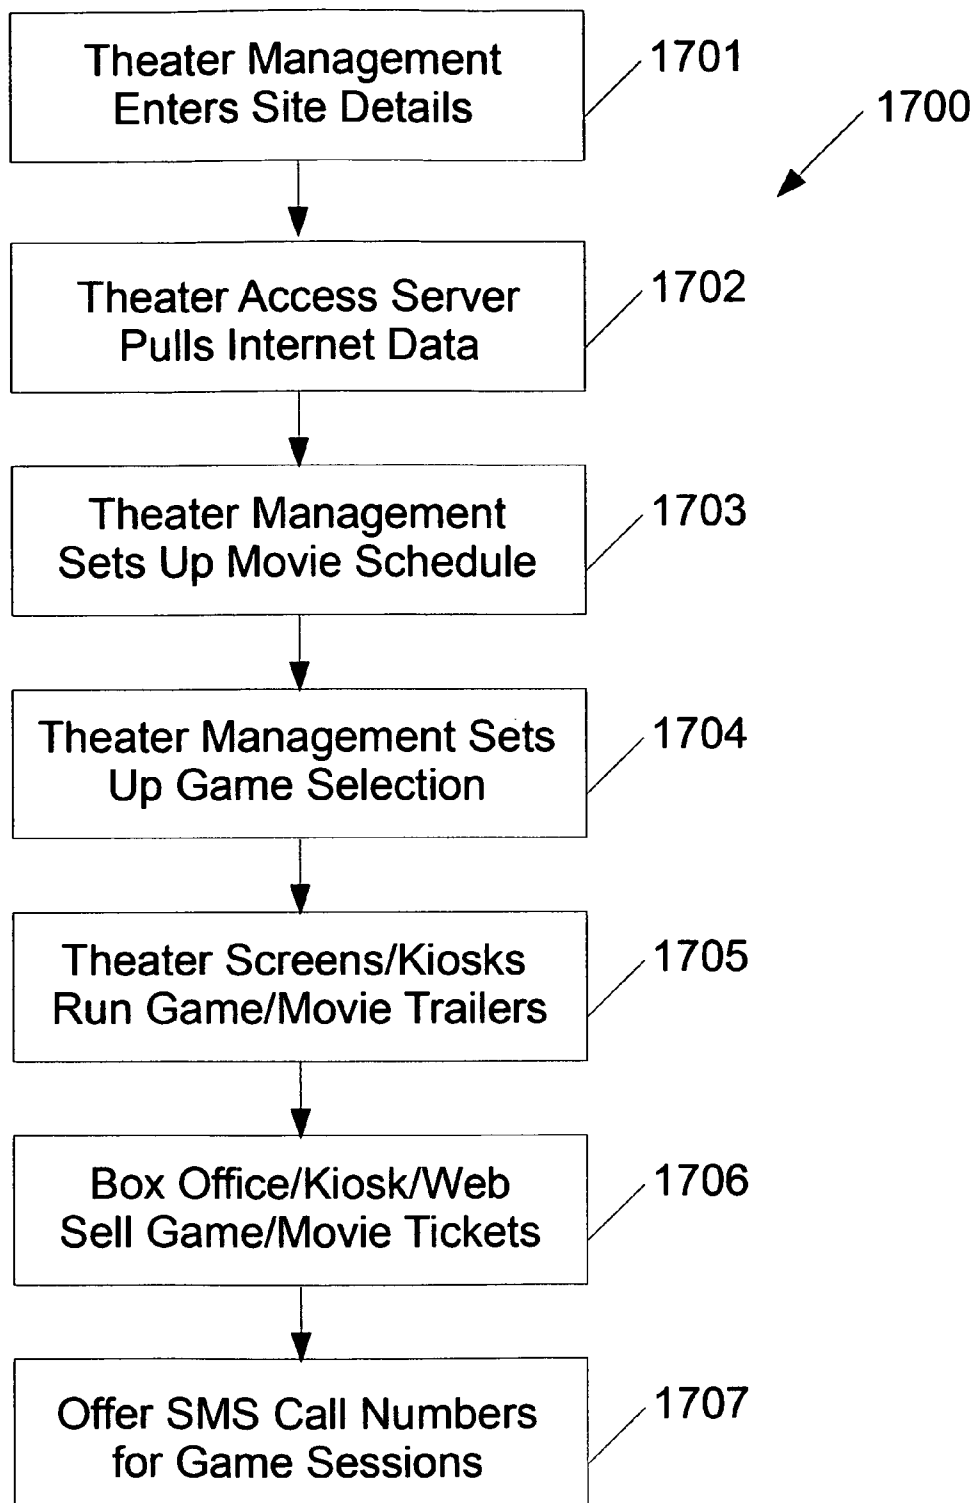 Theater Management
Enters Site Details
1701
1700
Theater Access Server
Pulls Internet Data
1702
Theater Management
Sets Up Movie Schedule
1703
Theater Management Sets
Up Game Selection
1704
Theater Screens/Kiosks
Run Game/Movie Trailers
1705
Box Office/Kiosk/Web
Sell Game/Movie Tickets
1706
Offer SMS Call Numbers
for Game Sessions
1707